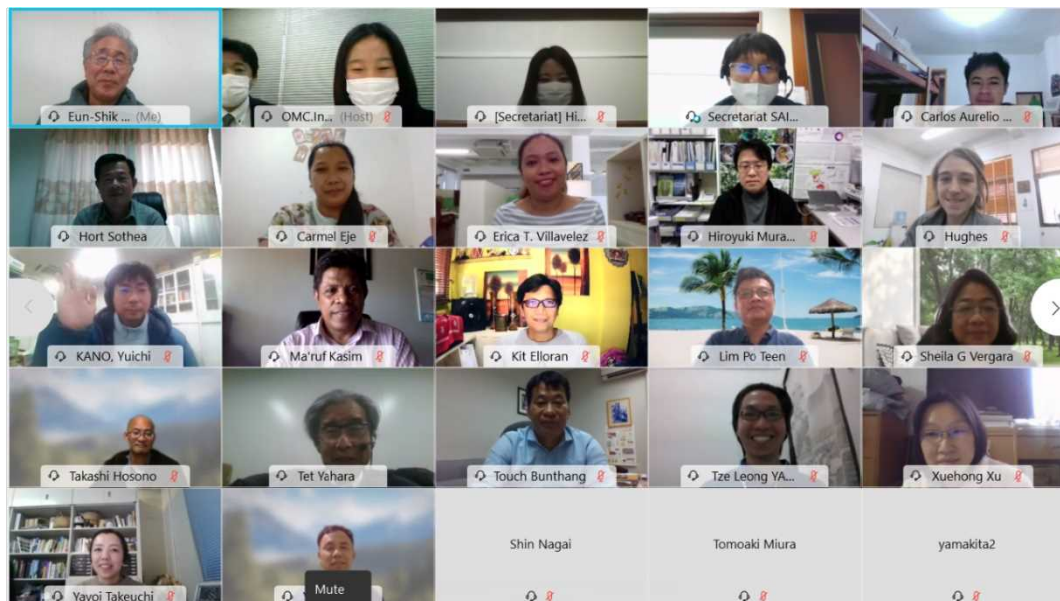 Eun-Shik ... (Me)
OMC.In... (Host)
[Secretariat] Hi...
Secretariat SAI...
Carlos Aurelio ...
Hort Sothea
Carmel Eje
Erica T. Villavelez
Hiroyuki Mura...
Hughes
KANO, Yuichi
Ma'ruf Kasim
Kit Elloran
Lim Po Teen
Sheila G Vergara
Takashi Hosono
Tet Yahara
Touch Bunthang
Tze Leong YA...
Xuehong Xu
Yayoi Takeuchi
Mute
Shin Nagai
Tomoaki Miura
yamakita2